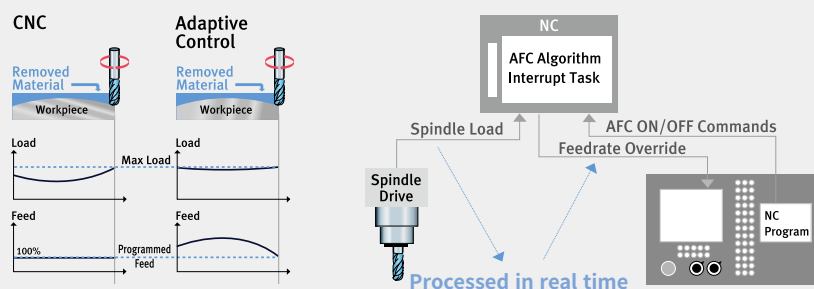 CNC
Removed
Material
Workpiece
Load
Max Load
Feed
100%
Programmed
Feed
Adaptive
Control
Removed
Material
Workpiece
Load
Feed
NC
AFC Algorithm
Interrupt Task
Spindle Load
AFC ON/OFF Commands
Feedrate Override
Spindle
Drive
NC
Program
Processed in real time